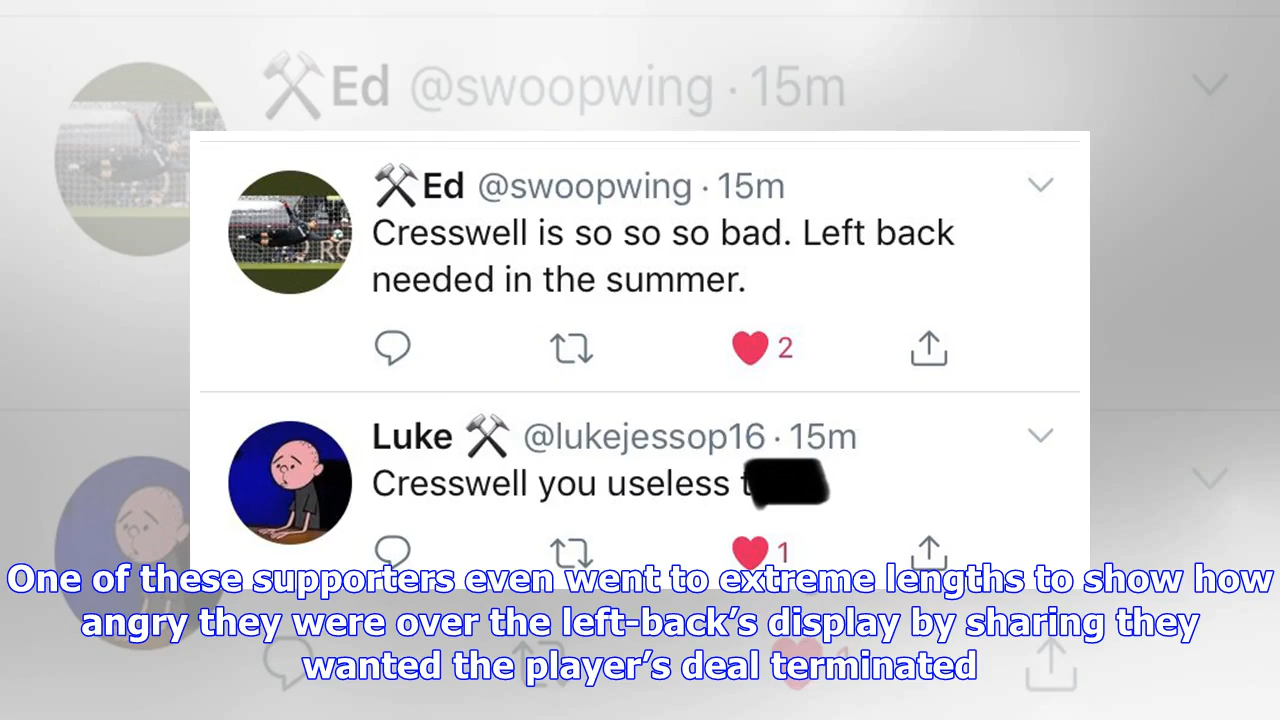 Ed @swoopwing · 15m
Ed @swoopwing · 15m
Cresswell is so so so bad. Left back
needed in the summer.
2
Luke @lukejessop16 · 15m
Cresswell you useless
1
One of these supporters even went to extreme lengths to show how
angry they were over the left-back’s display by sharing they
wanted the player’s deal terminated